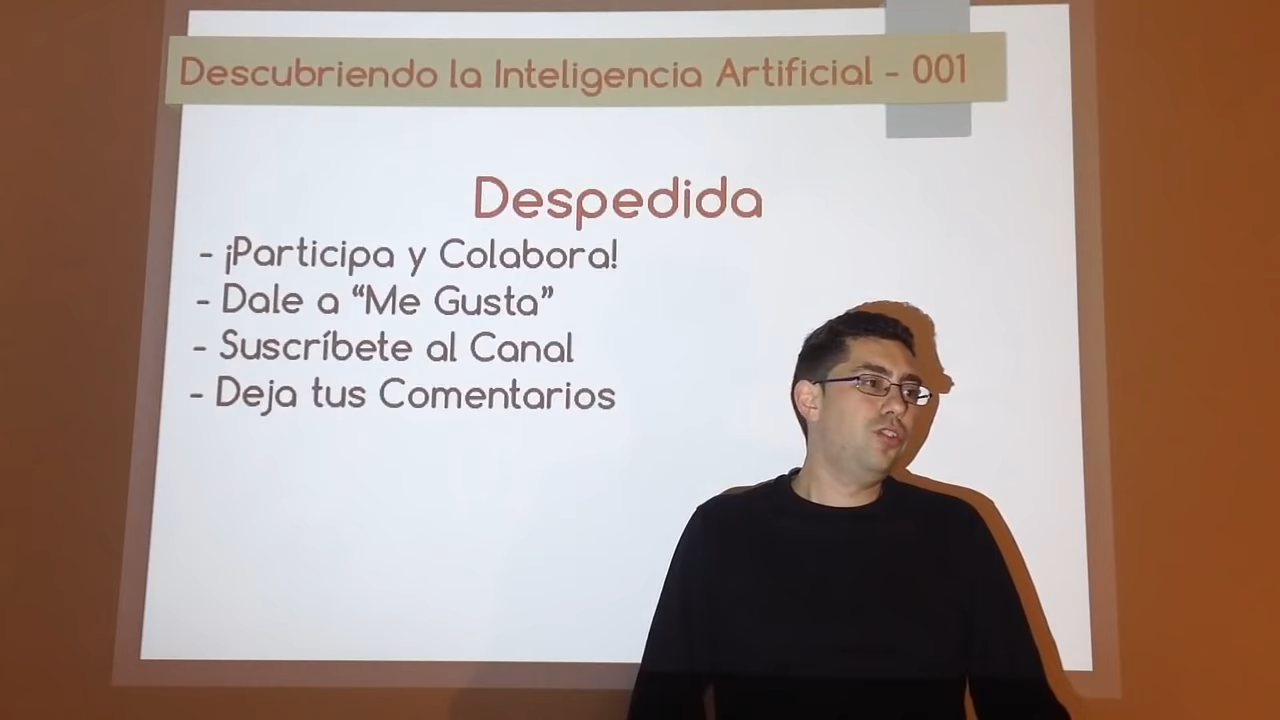 Descubriendo la Inteligencia Artificial - 001
Despedida
- ¡Participa y Colabora!
- Dale a “Me Gusta”
- Suscríbete al Canal
- Deja tus Comentarios